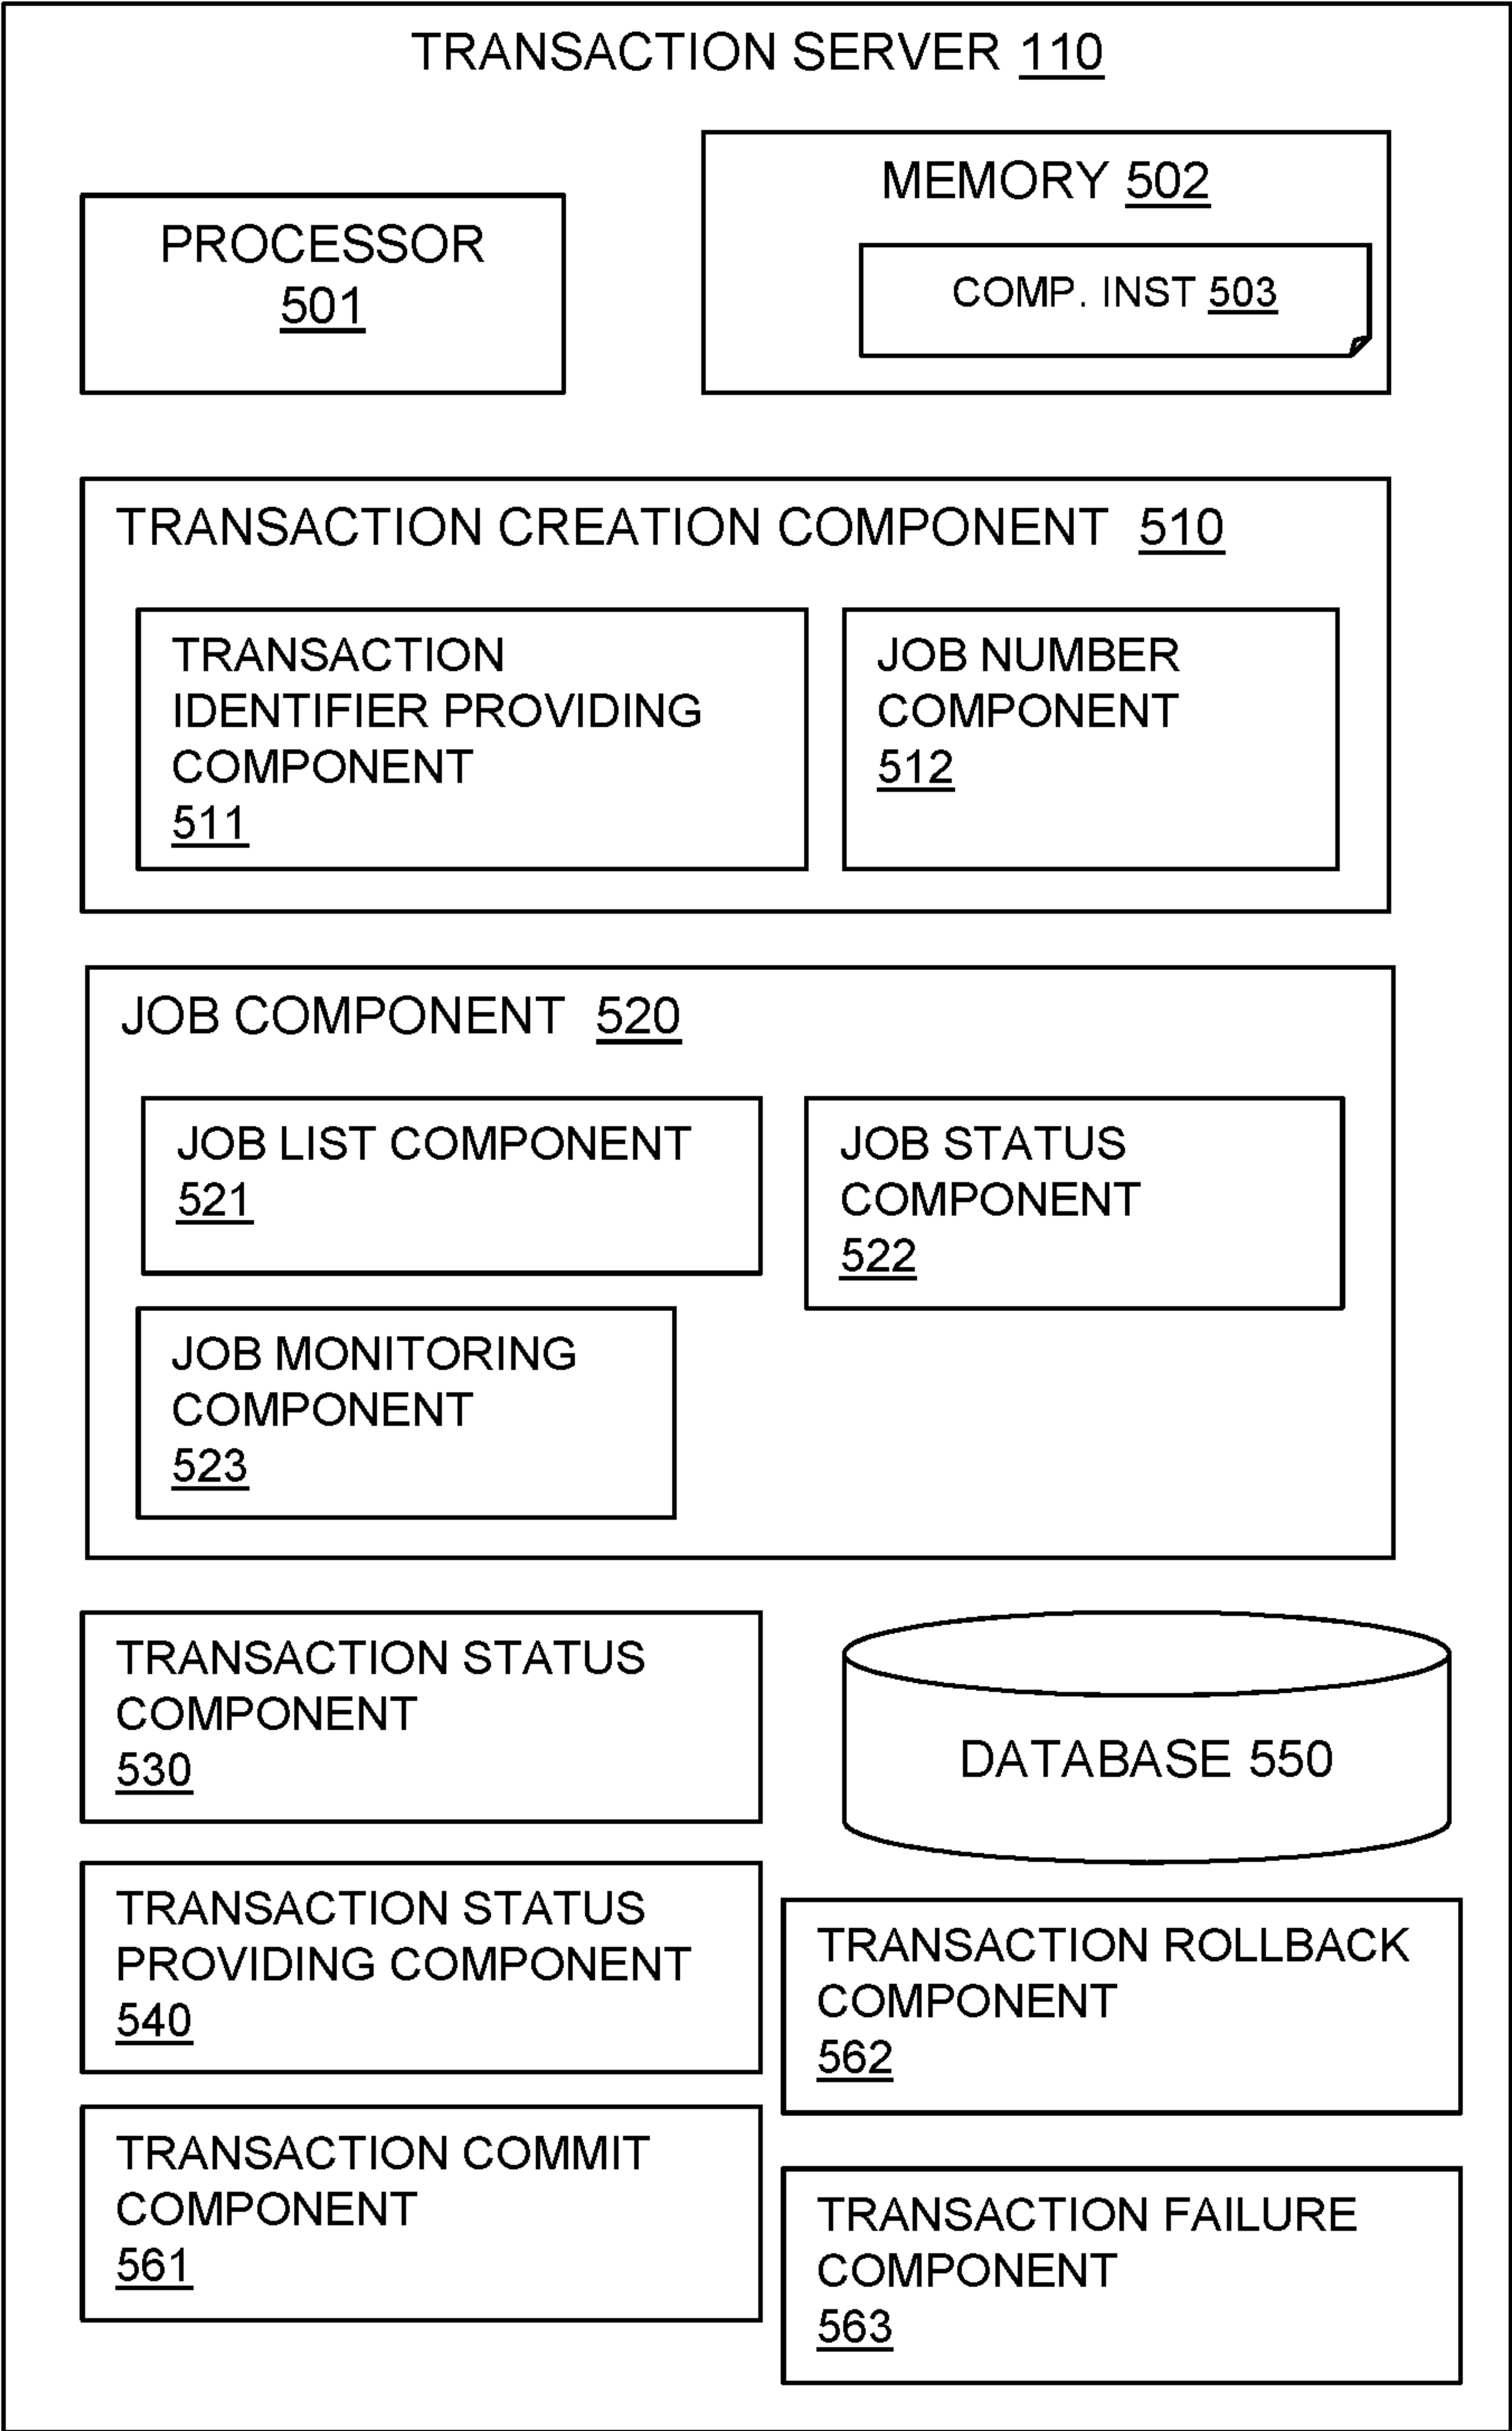 TRANSACTION SERVER 110
PROCESSOR
501
MEMORY 502
COMP. INST 503
TRANSACTION CREATION COMPONENT 510
TRANSACTION
IDENTIFIER PROVIDING
COMPONENT
511
JOB NUMBER
COMPONENT
512
JOB COMPONENT 520
JOB LIST COMPONENT
521
JOB STATUS
COMPONENT
522
JOB MONITORING
COMPONENT
523
TRANSACTION STATUS
COMPONENT
530
DATABASE 550
TRANSACTION STATUS
PROVIDING COMPONENT
540
TRANSACTION ROLLBACK
COMPONENT
562
TRANSACTION COMMIT
COMPONENT
561
TRANSACTION FAILURE
COMPONENT
563